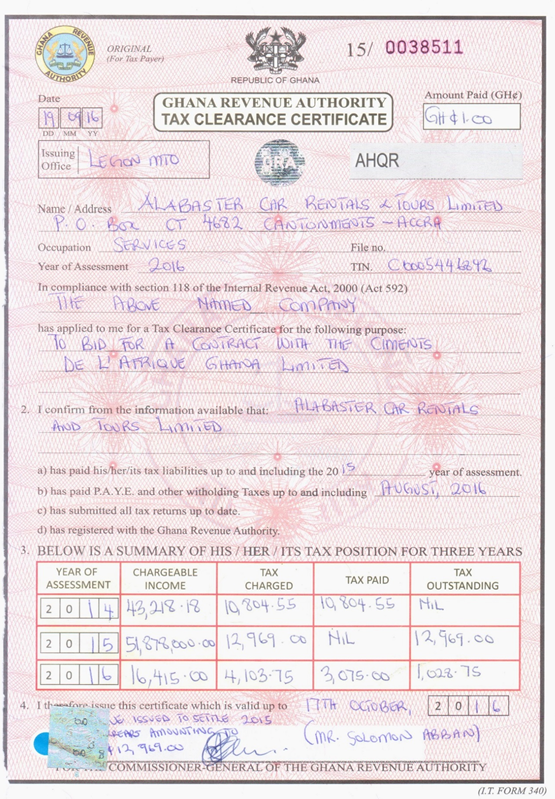 GHANA REVENUE
AUTHORITY
ORIGINAL
(For Tax Payer)
REPUBLIC OF GHANA
15/ 0038511
Date
19 09 16
DD MM YY
GHANA REVENUE AUTHORITY
TAX CLEARANCE CERTIFICATE
Amount Paid (GH¢)
GH¢1.00
Issuing
Office
LEGON MTO
GRA
AHQR
Name / Address ALABASTER CAR RENTALS & TOURS LIMITED
P. O. BOX CT 4682 CANTONMENTS - ACCRA
Occupation SERVICES File no.
Year of Assessment 2016 TIN. C0005446892
In compliance with section 118 of the Internal Revenue Act, 2000 (Act 592)
THE ABOVE NAMED COMPANY
has applied to me for a Tax Clearance Certificate for the following purpose:
TO BID FOR A CONTRACT WITH THE CIMENTS
DE L'AFRIQUE GHANA LIMITED
2. I confirm from the information available that: ALABASTER CAR RENTALS
AND TOURS LIMITED
a) has paid his/her/its tax liabilities up to and including the 2015 year of assessment.
b) has paid P.A.Y.E. and other witholding Taxes up to and including AUGUST, 2016
c) has submitted all tax returns up to date.
d) has registered with the Ghana Revenue Authority.
3. BELOW IS A SUMMARY OF HIS / HER / ITS TAX POSITION FOR THREE YEARS
YEAR OF ASSESSMENT CHARGEABLE INCOME TAX CHARGED TAX PAID TAX OUTSTANDING
2014 43,218.18 10,804.55 10,804.55 NIL
2015 51,878,000.00 12,969.00 NIL 12,969.00
2016 16,415.00 4,103.75 3,075.00 1,028.75
4. I therefore issue this certificate which is valid up to 17TH OCTOBER, 2016
ISSUED TO SETTLE 2015
AMOUNTING TO
12,969.00
(MR. SOLOMON ABBAN)
FOR THE COMMISSIONER-GENERAL OF THE GHANA REVENUE AUTHORITY
(I.T. FORM 340)